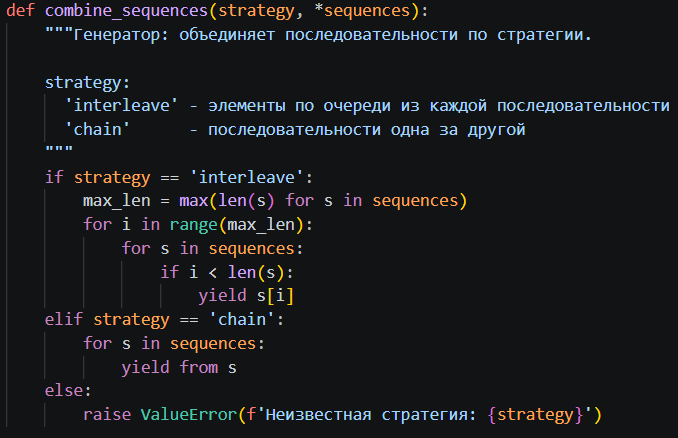 def combine_sequences(strategy, *sequences):
    """Генератор: объединяет последовательности по стратегии.

    strategy:
      'interleave' - элементы по очереди из каждой последовательности
      'chain'      - последовательности одна за другой
    """
    if strategy == 'interleave':
        max_len = max(len(s) for s in sequences)
        for i in range(max_len):
            for s in sequences:
                if i < len(s):
                    yield s[i]
    elif strategy == 'chain':
        for s in sequences:
            yield from s
    else:
        raise ValueError(f'Неизвестная стратегия: {strategy}')